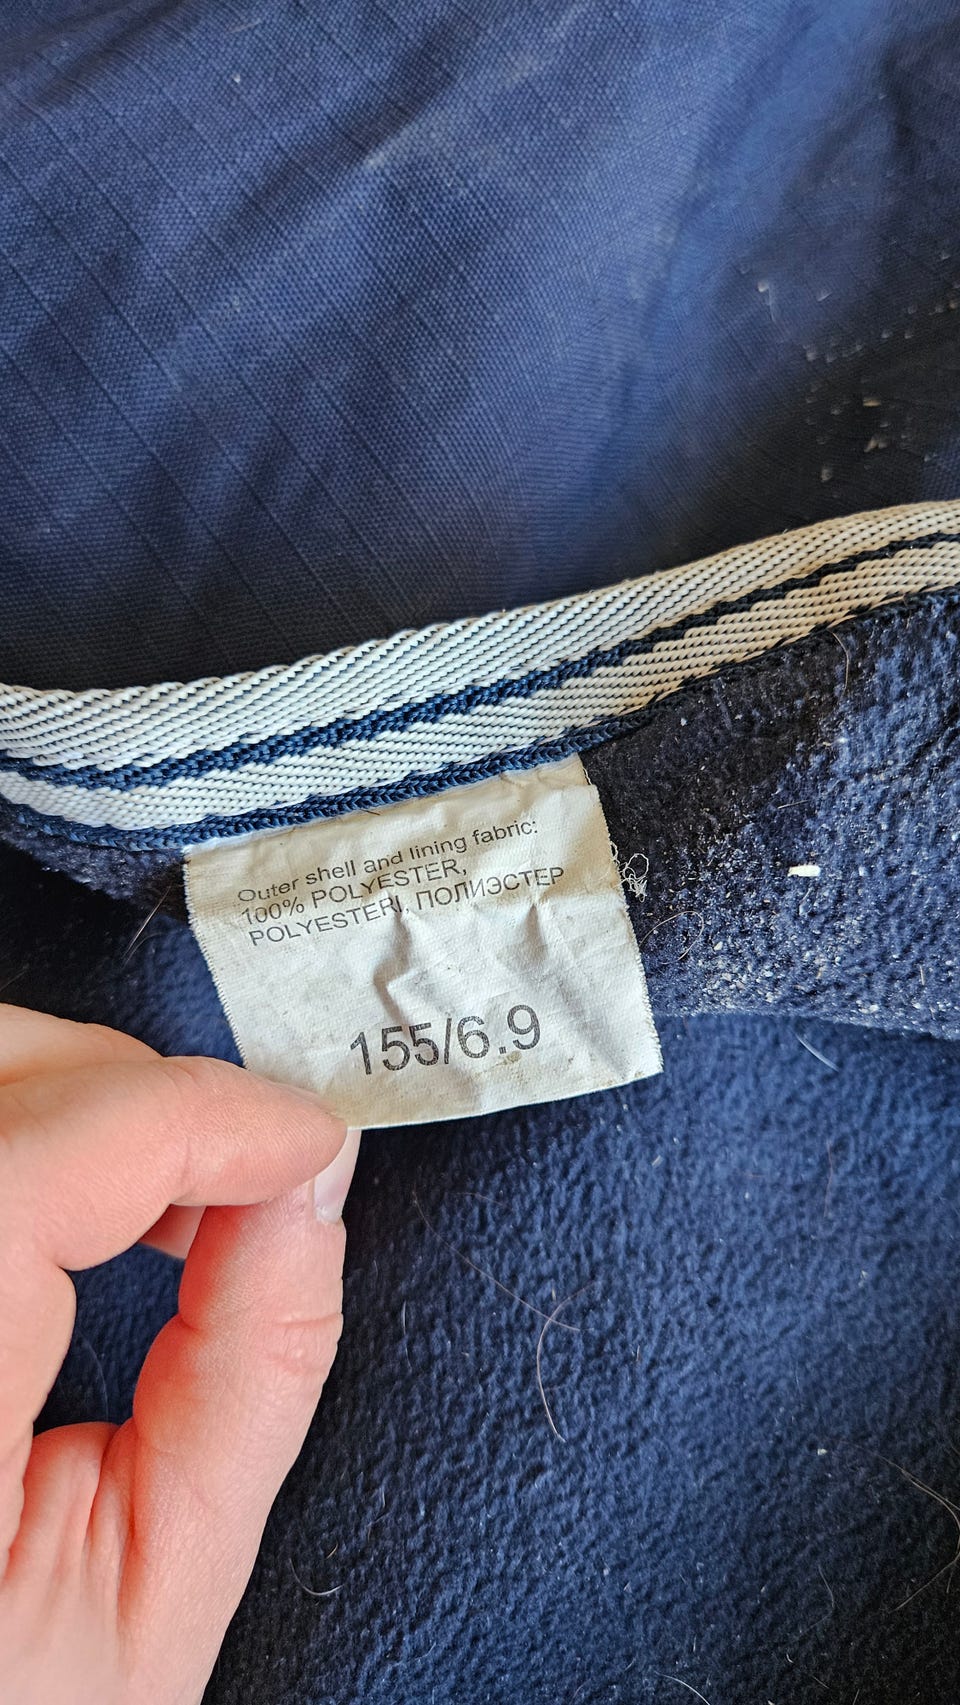 Outer shell and lining fabric:
100% POLYESTER,
POLYESTERI, ПОЛИЭСТЕР
155/6.9